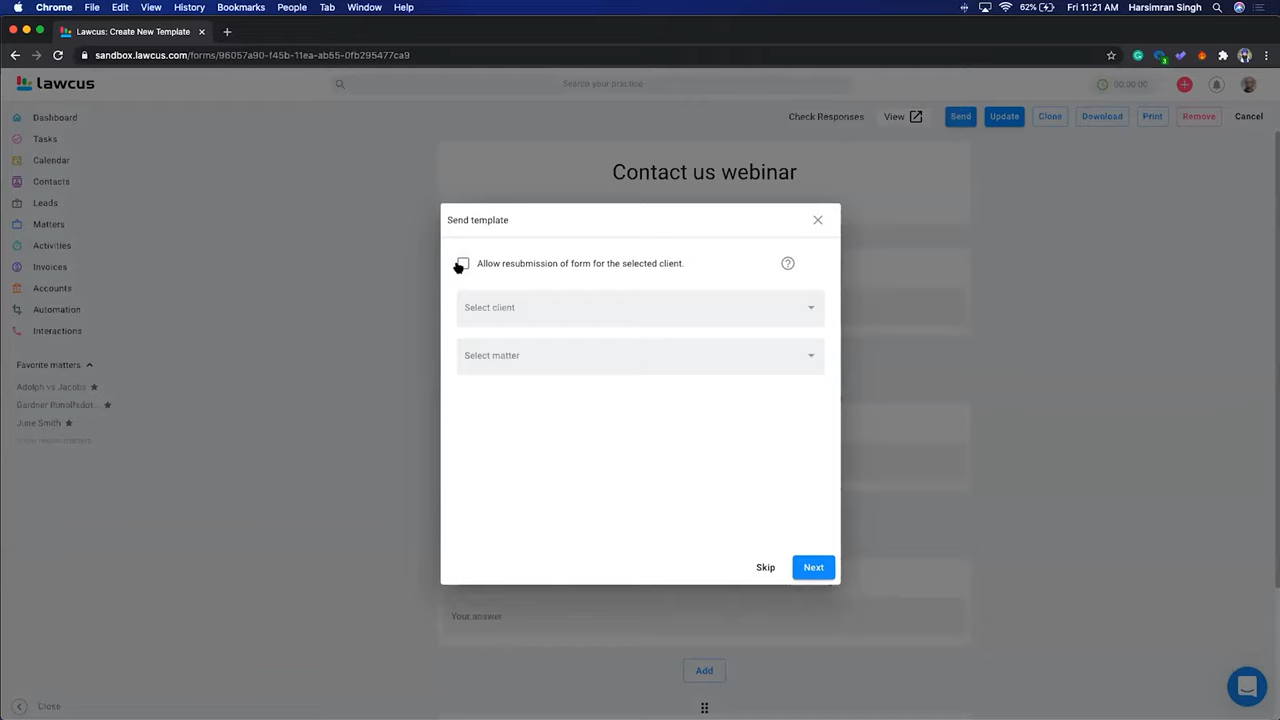 Chrome File Edit View History Bookmarks People Tab Window Help 62% Fri 11:21 AM Harsimran Singh
Lawcus: Create New Template
sandbox.lawcus.com/forms/96057a90-f45b-11ea-ab55-0fb295477ca9
3
lawcus Search your practice 00:00:00
Check Responses View Send Update Clone Download Print Remove Cancel
Dashboard
Tasks
Calendar
Contacts
Leads
Matters
Activities
Invoices
Accounts
Automation
Interactions
Favorite matters
Adolph vs Jacobs
Gardner Runolfsdot...
June Smith
Contact us webinar
Send template
Allow resubmission of form for the selected client.
Select client
Select matter
Skip Next
Your answer
Add
Close